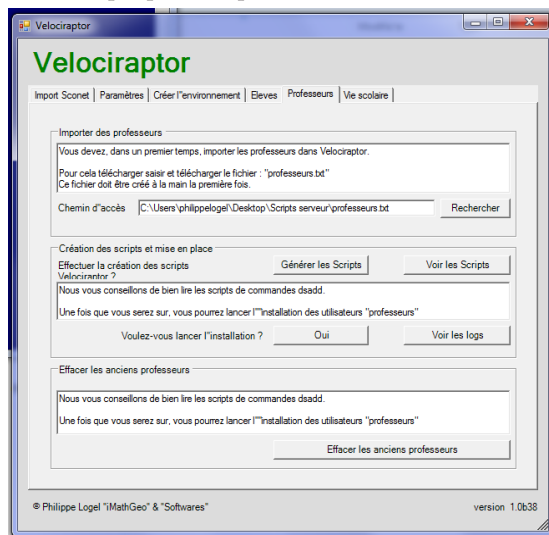 Velociraptor
Velociraptor
Import Sconet
Paramètres
Créer l"environnement
Eleves
Professeurs
Vie scolaire
Importer des professeurs
Vous devez, dans un premier temps, importer les professeurs dans Velociraptor.
Pour cela télécharger saisir et télécharger le fichier : "professeurs.txt"
Ce fichier doit être créé à la main la première fois.
Chemin d"accès C:\Users\philippelogel\Desktop\Scripts serveur\professeurs.txt Rechercher
Création des scripts et mise en place
Effectuer la création des scripts
Velociraptor ?
Générer les Scripts Voir les Scripts
Nous vous conseillons de bien lire les scripts de commandes dsadd.
Une fois que vous serez sur, vous pourrez lancer l""installation des utilisateurs "professeurs"
Voulez-vous lancer l"installation ? Oui Voir les logs
Effacer les anciens professeurs
Nous vous conseillons de bien lire les scripts de commandes dsadd.
Une fois que vous serez sur, vous pourrez lancer l""installation des utilisateurs "professeurs"
Effacer les anciens professeurs
© Philippe Logel "iMathGeo" & "Softwares" version 1.0b38